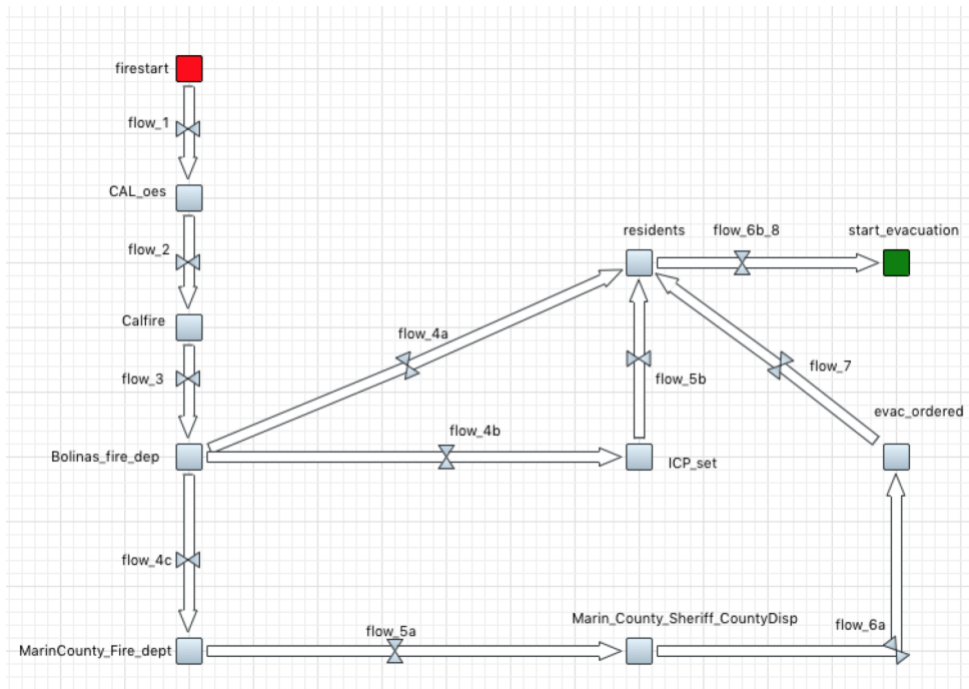 firestart
flow_1
CAL_oes
flow_2
residents
flow_6b_8
start_evacuation
Calfire
flow_4a
flow_3
flow_5b
flow_7
evac_ordered
flow_4b
Bolinas_fire_dep
ICP_set
flow_4c
Marin_County_Sheriff_CountyDisp
flow_5a
flow_6a
MarinCounty_Fire_dept